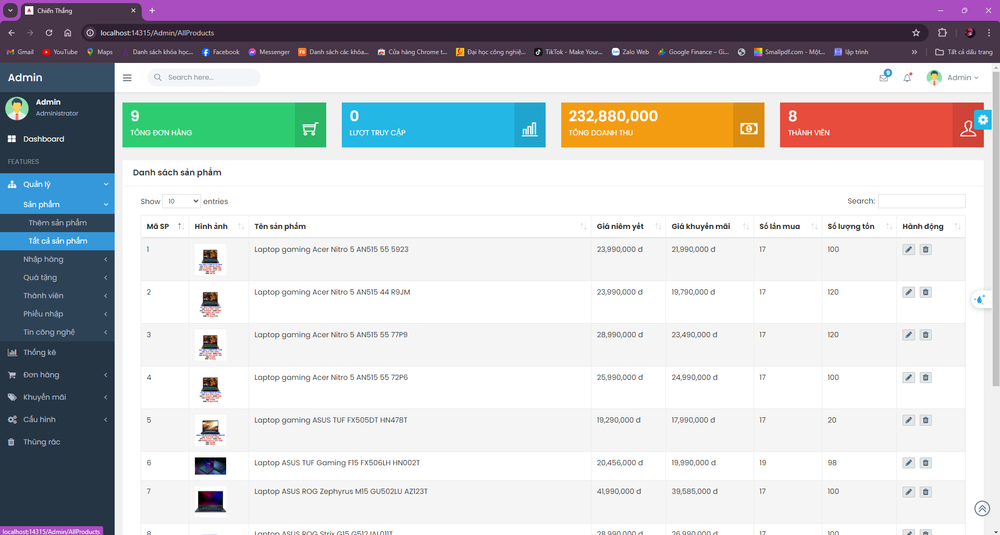 Chiến Thắng
localhost:14315/Admin/AllProducts
Gmail
YouTube
Maps
Danh sách khóa học...
Facebook
Messenger
Danh sách các khóa...
Cửa hàng Chrome t...
Đại học công nghiệ...
TikTok - Make Your...
Zalo Web
Google Finance – Gi...
Smallpdf.com - Một...
lập trình
Tất cả dấu trang
Admin
Search here...
9
Admin
Admin
Administrator
Dashboard
FEATURES
Quản lý
Sản phẩm
Thêm sản phẩm
Tất cả sản phẩm
Nhập hàng
Quà tặng
Thành viên
Phiếu nhập
Tin công nghệ
Thống kê
Đơn hàng
Khuyến mãi
Cấu hình
Thùng rác
9
TỔNG ĐƠN HÀNG
0
LƯỢT TRUY CẬP
232,880,000
TỔNG DOANH THU
8
THÀNH VIÊN
Danh sách sản phẩm
Show 10 entries
Search:
Mã SP Hình ảnh Tên sản phẩm Giá niêm yết Giá khuyến mãi Số lần mua Số lượng tồn Hành động
1 Laptop gaming Acer Nitro 5 AN515 55 5923 23,990,000 đ 21,990,000 đ 17 100
2 Laptop gaming Acer Nitro 5 AN515 44 R9JM 23,990,000 đ 19,790,000 đ 17 120
3 Laptop gaming Acer Nitro 5 AN515 55 77P9 28,990,000 đ 23,490,000 đ 17 120
4 Laptop gaming Acer Nitro 5 AN515 55 72P6 25,990,000 đ 24,990,000 đ 17 100
5 Laptop gaming ASUS TUF FX505DT HN478T 19,290,000 đ 17,990,000 đ 17 20
6 Laptop ASUS TUF Gaming F15 FX506LH HN002T 20,456,000 đ 19,990,000 đ 19 98
7 Laptop ASUS ROG Zephyrus M15 GU502LU AZ123T 41,990,000 đ 39,585,000 đ 17 100
8 Laptop ASUS ROG Strix G15 G512 IAL011T 28,990,000 đ 26,990,000 đ 17 100
localhost:14315/Admin/AllProducts